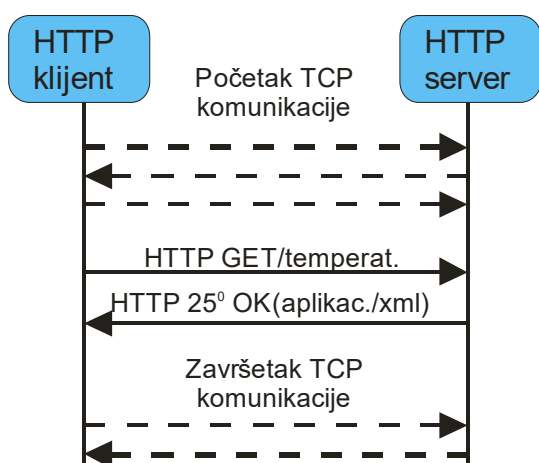 HTTP
klijent
HTTP
server
Početak TCP
komunikacije
HTTP GET/temperat.
HTTP 25⁰ OK(aplikac./xml)
Završetak TCP
komunikacije